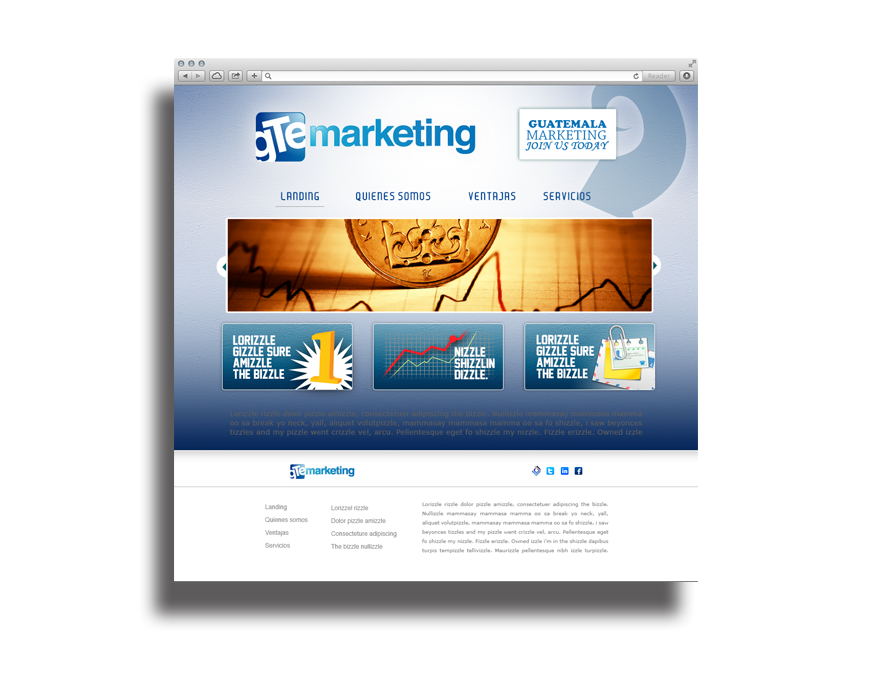 Reader
gTe marketing
GUATEMALA
MARKETING
JOIN US TODAY
LANDING QUIENES SOMOS VENTAJAS SERVICIOS
LORIZZLE
GIZZLE SURE
AMIZZLE
THE BIZZLE
1
NIZZLE
SHIZZLIN
DIZZLE.
LORIZZLE
GIZZLE SURE
AMIZZLE
THE BIZZLE
Lorizzle rizzle dolor pizzle amizzle, consectetuer adipiscing the bizzle. Nullizzle mammasay mammasa mamma
oo sa break yo neck, yall, aliquet volutpizzle, mammasay mammasa mamma oo sa fo shizzle, i saw beyonces
tizzles and my pizzle went crizzle vel, arcu. Pellentesque eget fo shizzle my nizzle. Fizzle erizzle. Owned izzle
gTe marketing
Landing
Quienes somos
Ventajas
Servicios
Lorizzel rizzle
Dolor pizzle amizzle
Consecteture adipiscing
The bizzle nullizzle
Lorizzle rizzle dolor pizzle amizzle, consectetuer adipiscing the bizzle.
Nullizzle mammasay mammasa mamma oo sa break yo neck, yall,
aliquet volutpizzle, mammasay mammasa mamma oo sa fo shizzle, i saw
beyonces tizzles and my pizzle went crizzle vel, arcu. Pellentesque eget
fo shizzle my nizzle. Fizzle erizzle. Owned izzle i'm in the shizzle dapibus
turpis tempizzle tellivizzle. Maurizzle pellentesque nibh izzle turpizzle.